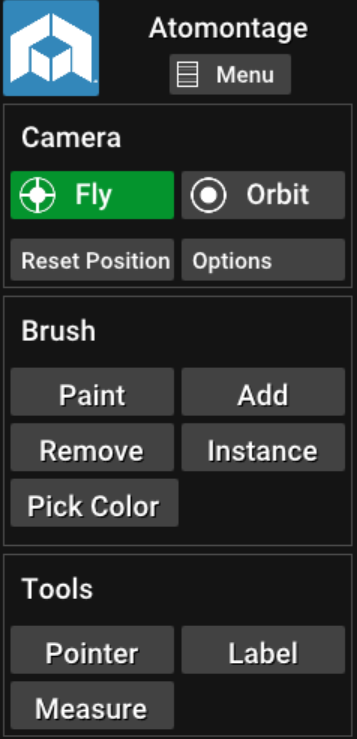 Atomontage
Menu
Camera
Fly Orbit
Reset Position Options
Brush
Paint Add
Remove Instance
Pick Color
Tools
Pointer Label
Measure